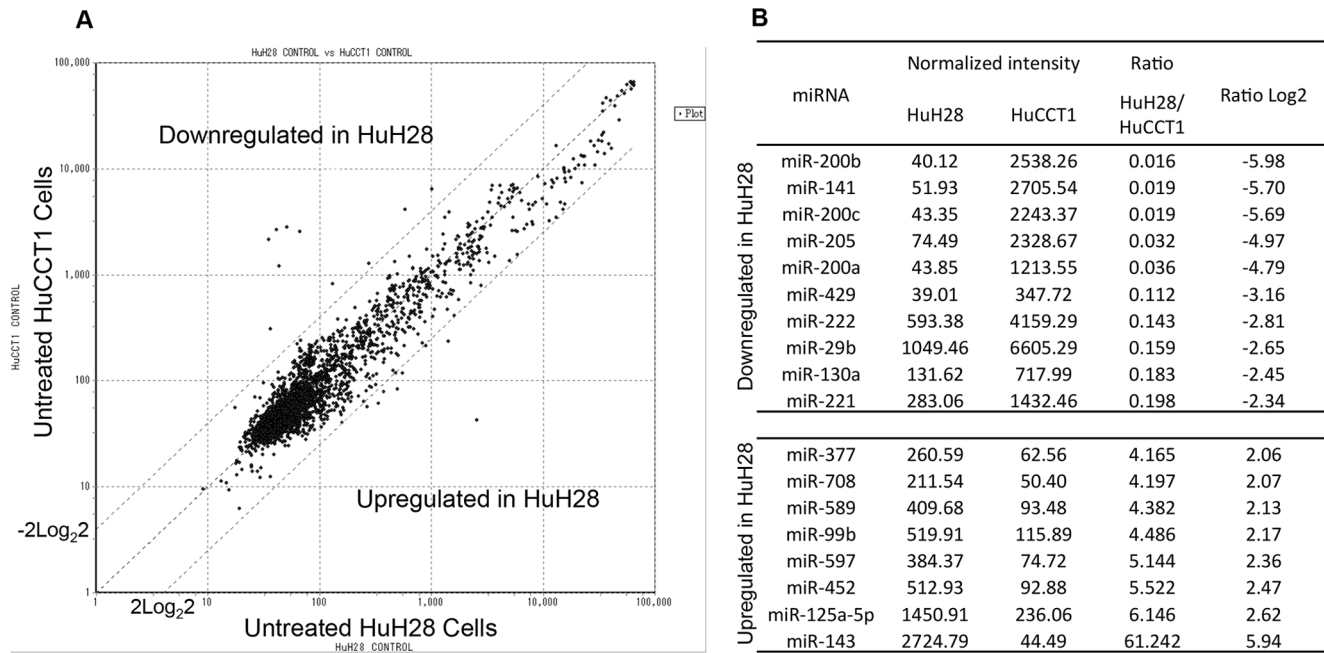 A
HuH28 CONTROL vs HuCCT1 CONTROL
100,000
10,000
1,000
100
10
1
Downregulated in HuH28
Upregulated in HuH28
Plot
HuCCT1 CONTROL
Untreated HuCCT1 Cells
-2Log₂2
2Log₂2
1 10 100 1,000 10,000 100,000
Untreated HuH28 Cells
HuH28 CONTROL
B
miRNA Normalized intensity Ratio Ratio Log2
HuH28 HuCCT1 HuH28/
HuCCT1
Downregulated in HuH28
miR-200b 40.12 2538.26 0.016 -5.98
miR-141 51.93 2705.54 0.019 -5.70
miR-200c 43.35 2243.37 0.019 -5.69
miR-205 74.49 2328.67 0.032 -4.97
miR-200a 43.85 1213.55 0.036 -4.79
miR-429 39.01 347.72 0.112 -3.16
miR-222 593.38 4159.29 0.143 -2.81
miR-29b 1049.46 6605.29 0.159 -2.65
miR-130a 131.62 717.99 0.183 -2.45
miR-221 283.06 1432.46 0.198 -2.34
Upregulated in HuH28
miR-377 260.59 62.56 4.165 2.06
miR-708 211.54 50.40 4.197 2.07
miR-589 409.68 93.48 4.382 2.13
miR-99b 519.91 115.89 4.486 2.17
miR-597 384.37 74.72 5.144 2.36
miR-452 512.93 92.88 5.522 2.47
miR-125a-5p 1450.91 236.06 6.146 2.62
miR-143 2724.79 44.49 61.242 5.94